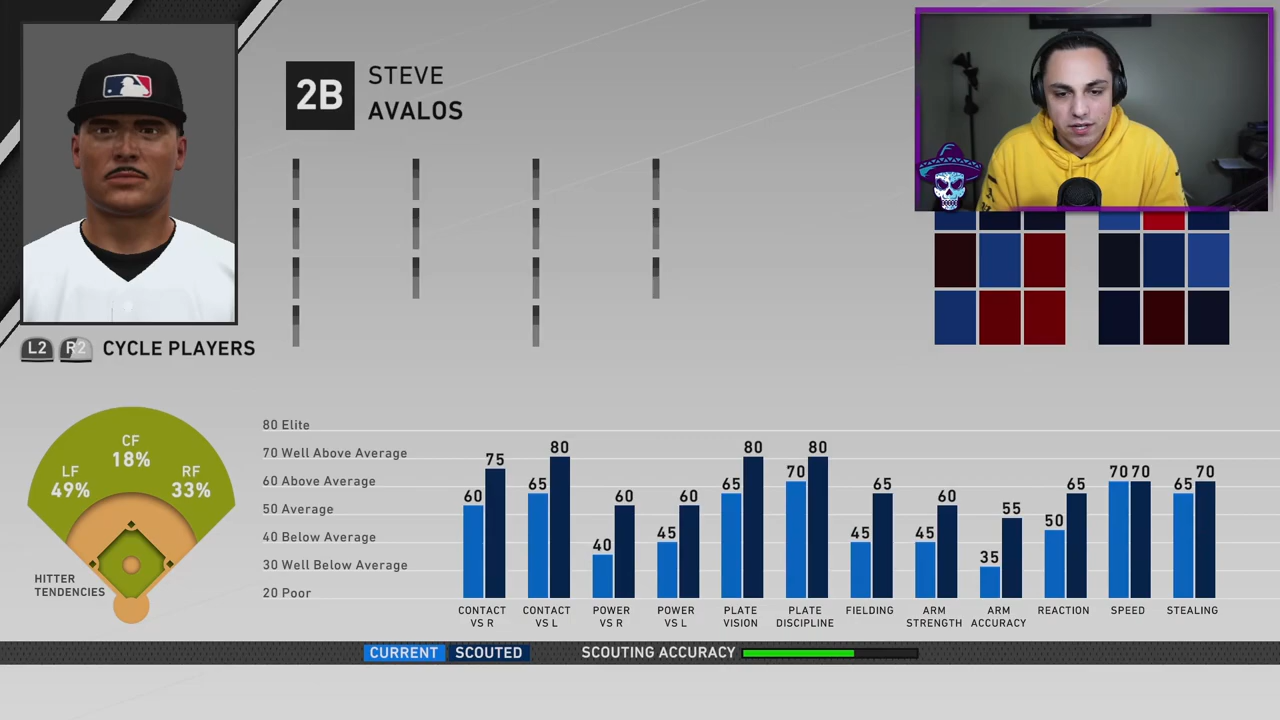 2B
STEVE
AVALOS
L2 R2 CYCLE PLAYERS
CF
18%
LF
49%
RF
33%
HITTER
TENDENCIES
80 Elite
70 Well Above Average
60 Above Average
50 Average
40 Below Average
30 Well Below Average
20 Poor
60 75 65 80 40 60 45 60 65 80 70 80 45 65 45 60 35 55 50 65 70 70 65 70
CONTACT VS R
CONTACT VS L
POWER VS R
POWER VS L
PLATE VISION
PLATE DISCIPLINE
FIELDING
ARM STRENGTH
ARM ACCURACY
REACTION
SPEED
STEALING
CURRENT SCOUTED SCOUTING ACCURACY